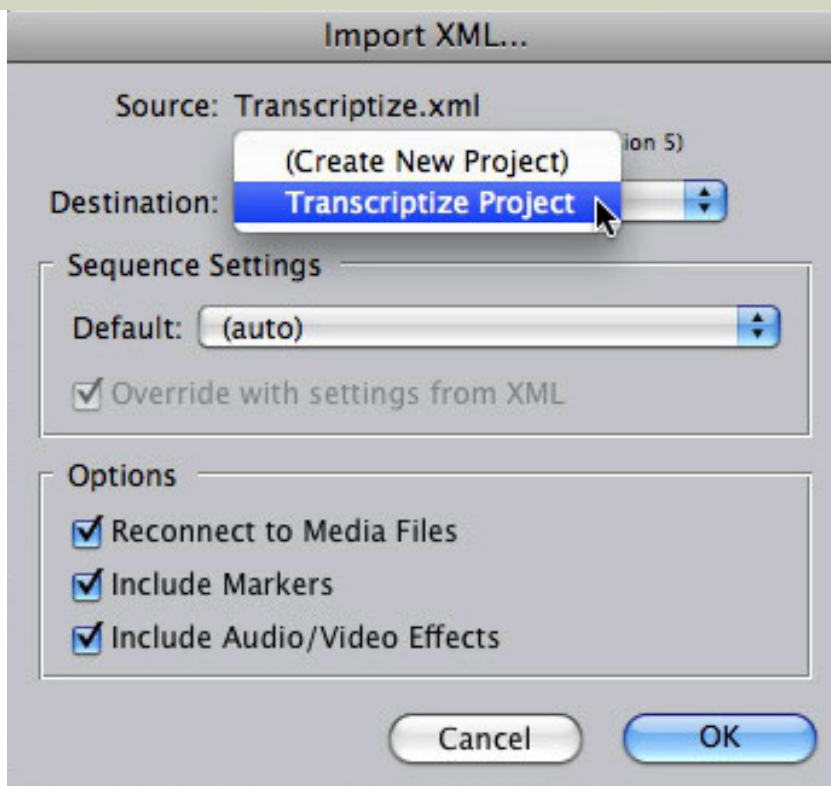 Import XML...
Source: Transcriptize.xml
5)
(Create New Project)
Destination: Transcriptize Project
Sequence Settings
Default: (auto)
Override with settings from XML
Options
Reconnect to Media Files
Include Markers
Include Audio/Video Effects
Cancel OK